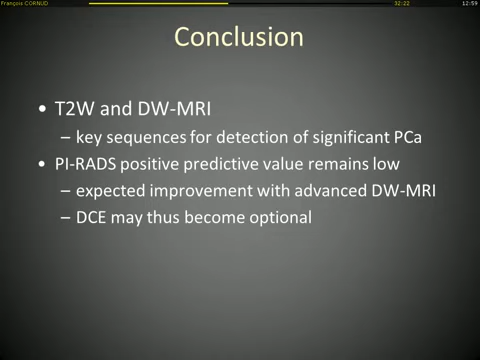 François CORNUD 32:22 12:59
Conclusion
• T2W and DW-MRI
– key sequences for detection of significant PCa
• PI-RADS positive predictive value remains low
– expected improvement with advanced DW-MRI
– DCE may thus become optional